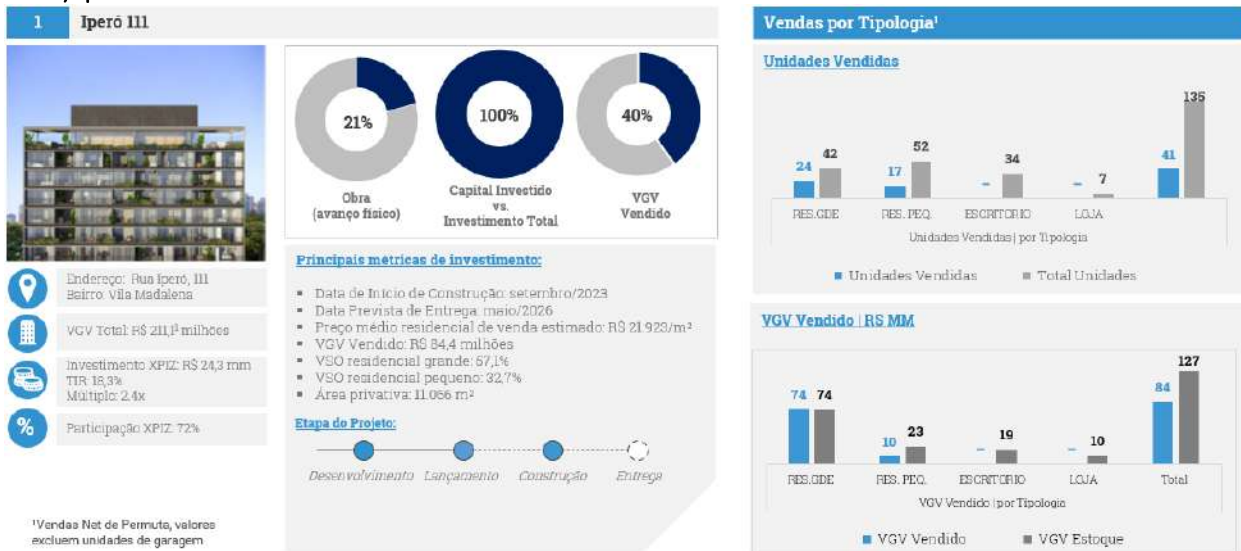 1 Iperó 111
21%
100%
40%
Obra
(avanço físico)
Capital Investido
vs.
Investimento Total
VGV
Vendido
Endereço: Rua Iperó, 111
Bairro: Vila Madalena
VGV Total: R$ 211,1¹ milhões
Investimento XPIZ: R$ 24,3 mm
TIR: 18,3%
Múltiplo: 2.4x
% Participação XPIZ: 72%
¹Vendas Net de Permuta, valores
excluem unidades de garagem
Principais métricas de investimento:
▪ Data de Início de Construção: setembro/2023
▪ Data Prevista de Entrega: maio/2026
▪ Preço médio residencial de venda estimado: R$ 21.923/m²
▪ VGV Vendido: R$ 84,4 milhões
▪ VSO residencial grande: 57,1%
▪ VSO residencial pequeno: 32,7%
▪ Área privativa: 11.066 m²
Etapa do Projeto:
Desenvolvimento Lançamento Construção Entrega
Vendas por Tipologia¹
Unidades Vendidas
24 42 17 52 – 34 – 7 41 135
RES.GDE RES. PEQ. ESCRITORIO LOJA
Unidades Vendidas | por Tipologia
Unidades Vendidas Total Unidades
VGV Vendido | R$ MM
74 74 10 23 – 19 – 10 84 127
RES.GDE RES. PEQ. ESCRITORIO LOJA Total
VGV Vendido | por Tipologia
VGV Vendido VGV Estoque